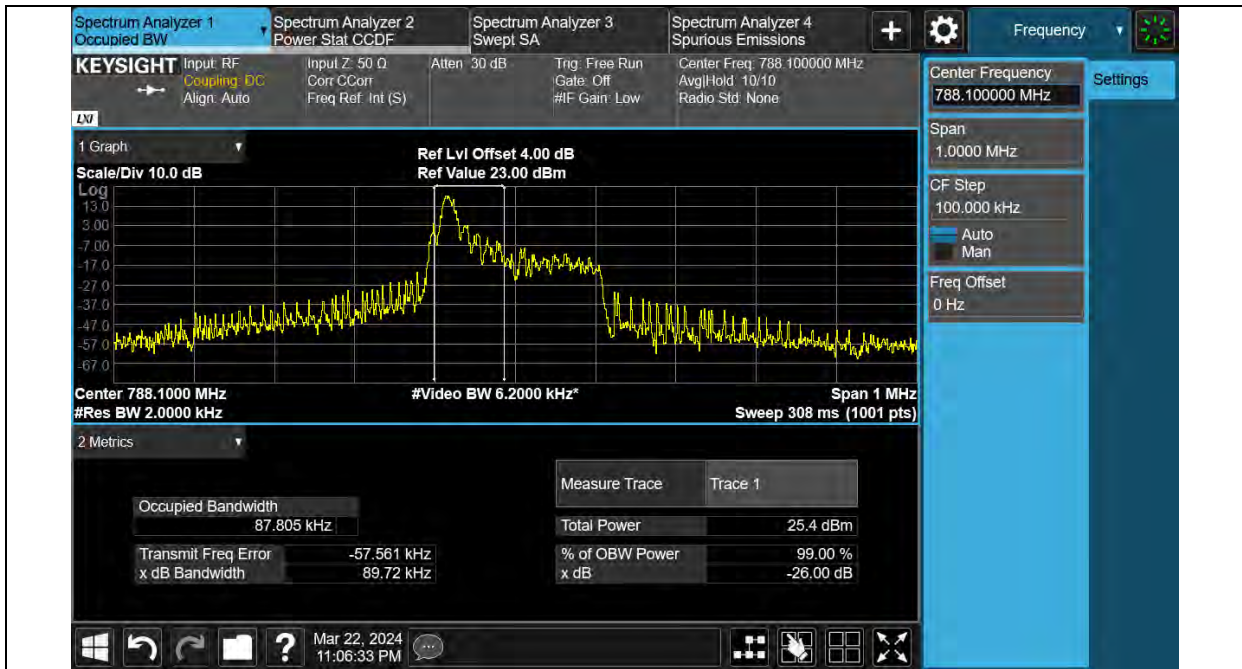 Spectrum Analyzer 1
Occupied BW
Spectrum Analyzer 2
Power Stat CCDF
Spectrum Analyzer 3
Swept SA
Spectrum Analyzer 4
Spurious Emissions
+
Frequency
KEYSIGHT
LXI
Input: RF
Coupling: DC
Align: Auto
Input Z: 50 Ω
Corr CCorr
Freq Ref: Int (S)
Atten: 30 dB
Trig: Free Run
Gate: Off
#IF Gain: Low
Center Freq: 788.100000 MHz
Avg|Hold: 10/10
Radio Std: None
Center Frequency
788.100000 MHz
Settings
Span
1.0000 MHz
CF Step
100.000 kHz
Auto
Man
Freq Offset
0 Hz
1 Graph
Scale/Div 10.0 dB
Ref Lvl Offset 4.00 dB
Ref Value 23.00 dBm
Log
13.0
3.00
-7.00
-17.0
-27.0
-37.0
-47.0
-57.0
-67.0
Center 788.1000 MHz
#Res BW 2.0000 kHz
#Video BW 6.2000 kHz*
Span 1 MHz
Sweep 308 ms (1001 pts)
2 Metrics
Measure Trace Trace 1
Occupied Bandwidth
87.805 kHz
Total Power 25.4 dBm
Transmit Freq Error -57.561 kHz
% of OBW Power 99.00 %
x dB Bandwidth 89.72 kHz
x dB -26.00 dB
?
Mar 22, 2024
11:06:33 PM